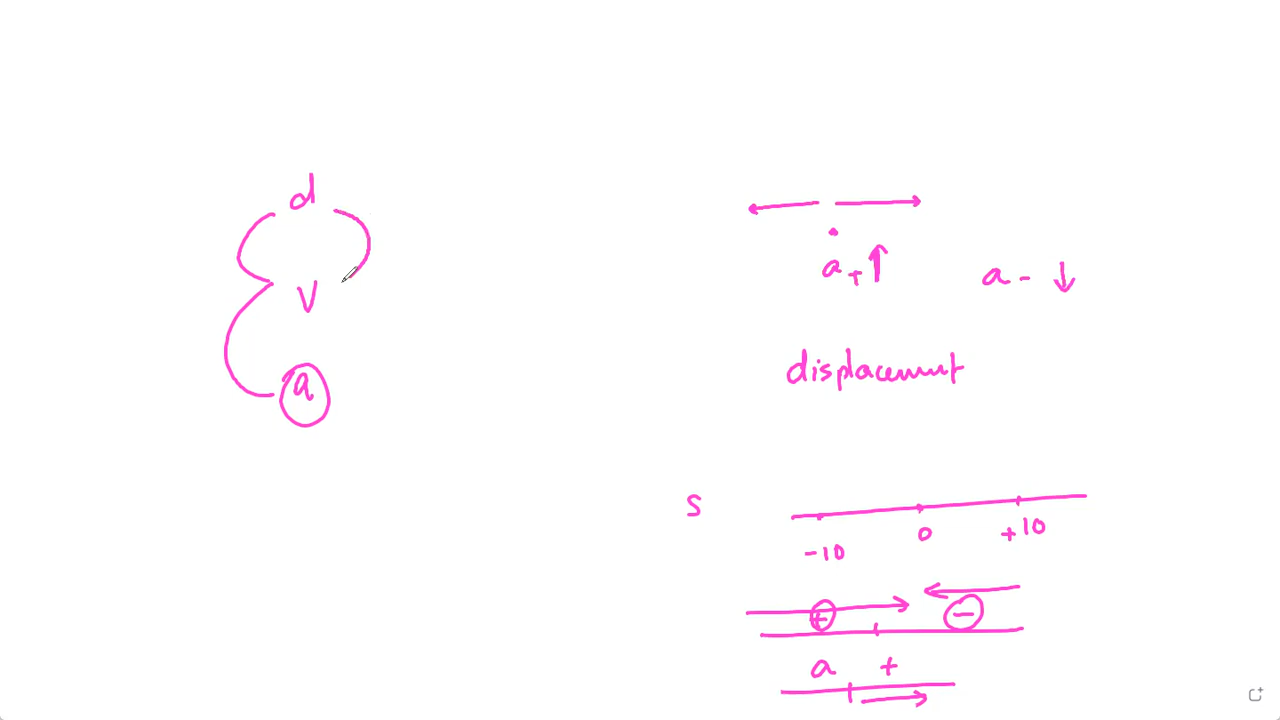 d
v
a
a + ↑
a - ↓
displacement
s
-10 0 +10
+ -
a +